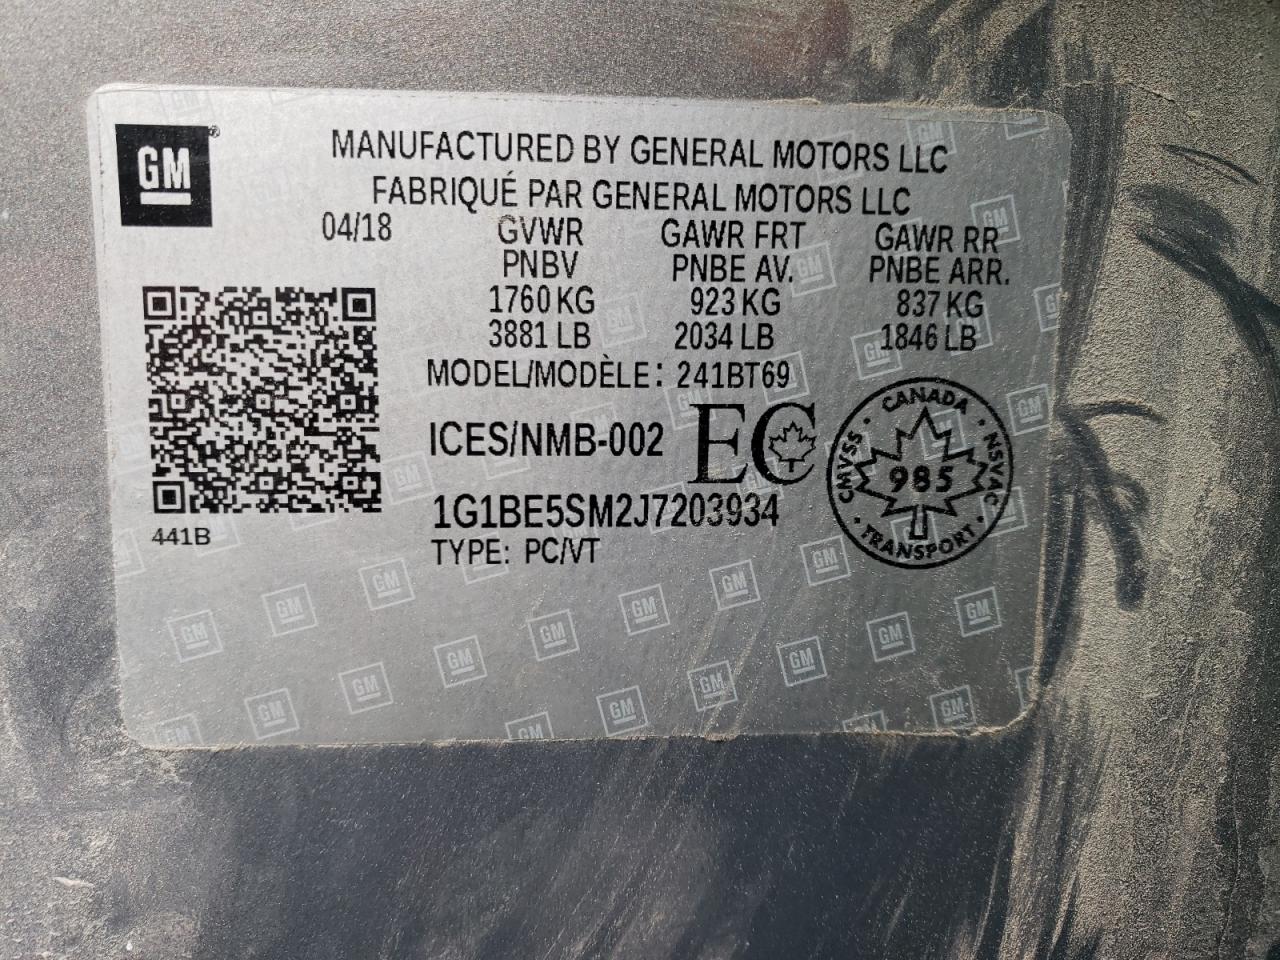 GM
MANUFACTURED BY GENERAL MOTORS LLC
FABRIQUÉ PAR GENERAL MOTORS LLC
04/18 GVWR GAWR FRT GAWR RR
PNBV PNBE AV. PNBE ARR.
1760 KG 923 KG 837 KG
3881 LB 2034 LB 1846 LB
MODEL/MODÈLE: 241BT69
ICES/NMB-002 EC
CANADA
CMVSS 985 NSVAC
TRANSPORT
1G1BE5SM2J7203934
441B
TYPE: PC/VT